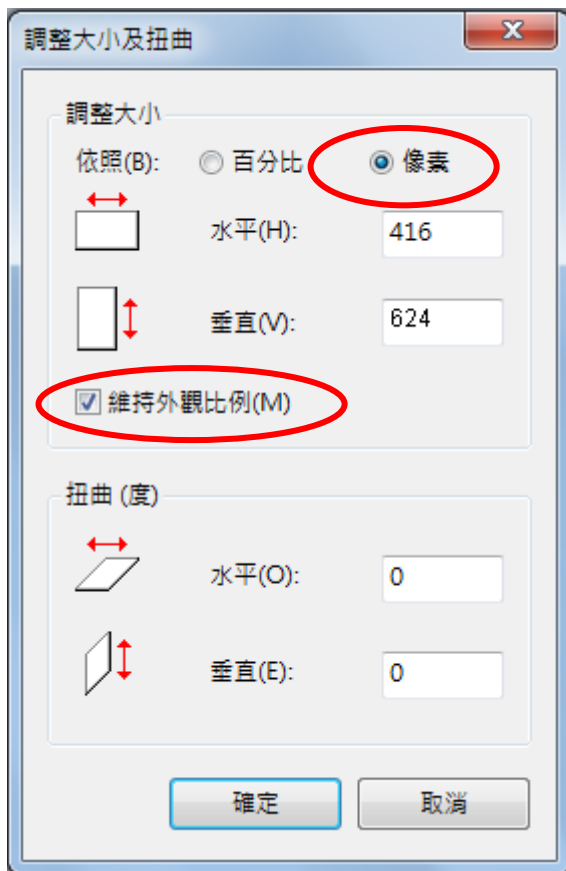 調整大小及扭曲
調整大小
依照(B): 百分比 像素
水平(H): 416
垂直(V): 624
維持外觀比例(M)
扭曲 (度)
水平(O): 0
垂直(E): 0
確定 取消